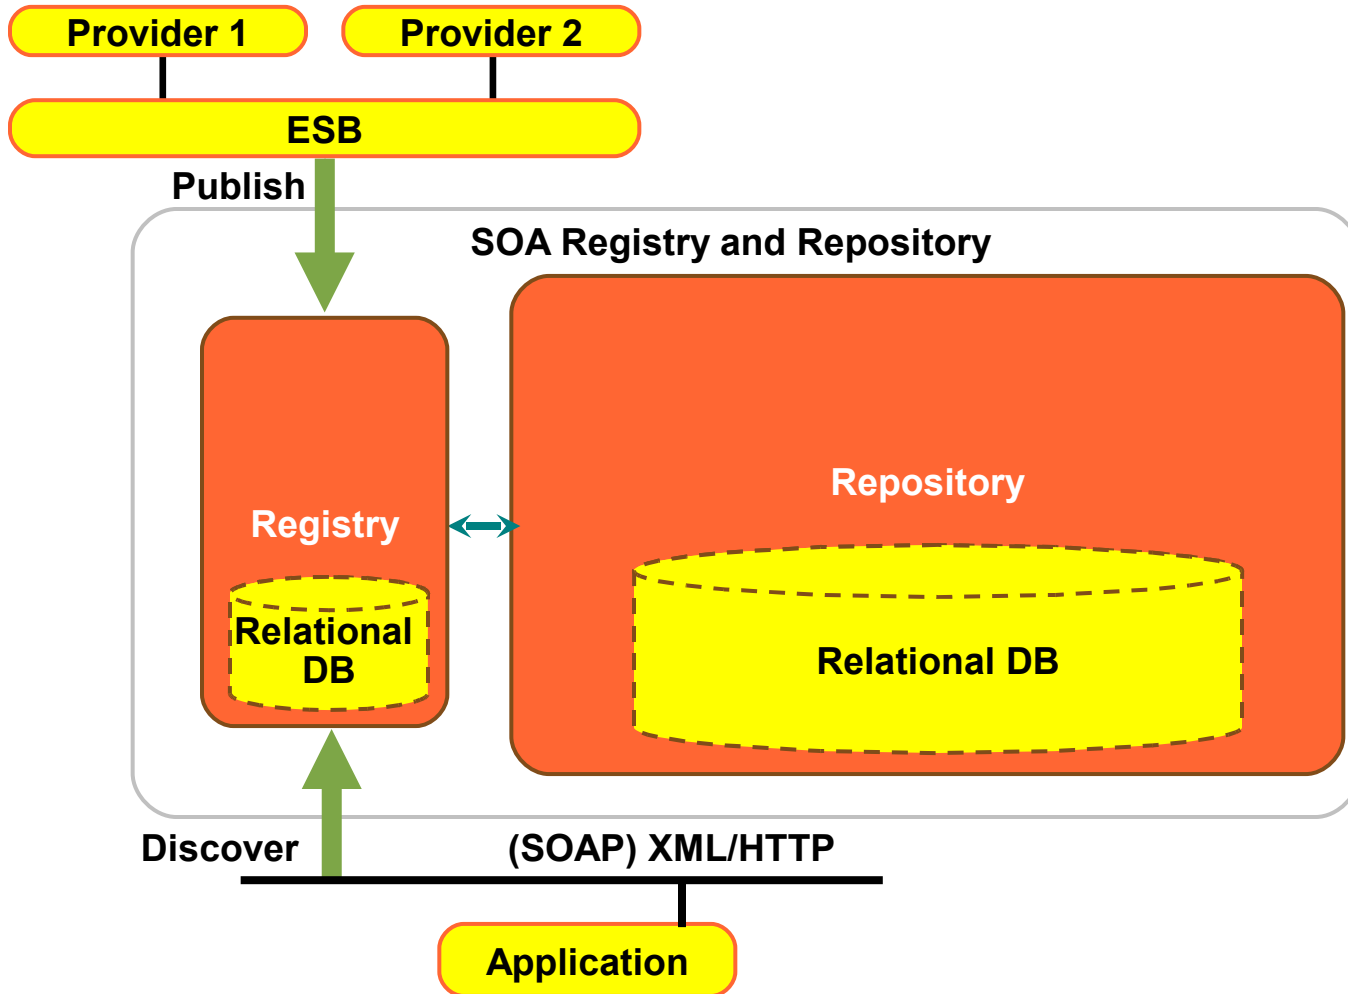 Provider 1
Provider 2
ESB
Publish
SOA Registry and Repository
Registry
Repository
Relational
DB
Relational DB
Discover
(SOAP) XML/HTTP
Application